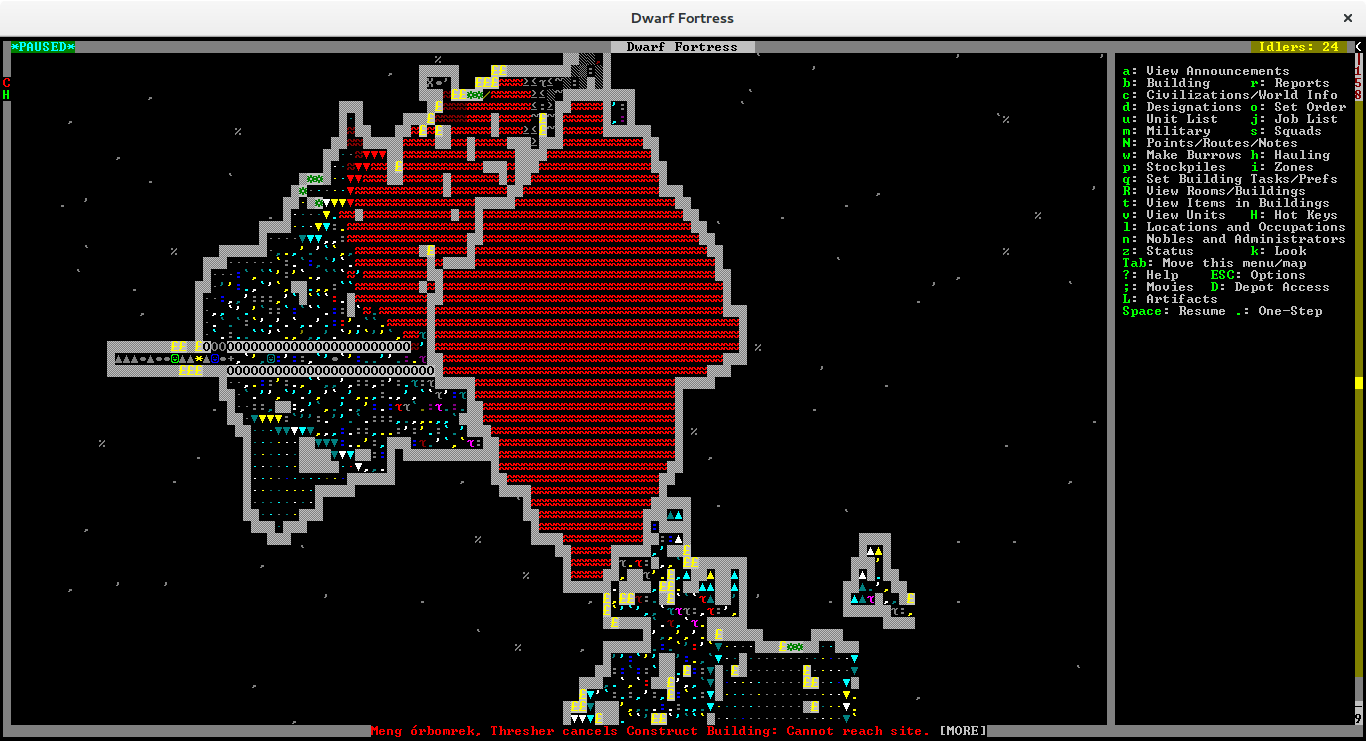 Dwarf Fortress
*PAUSED*
Dwarf Fortress
Idlers: 24
C
H
a: View Announcements
b: Building r: Reports
c: Civilizations/World Info
d: Designations o: Set Order
u: Unit List j: Job List
m: Military s: Squads
N: Points/Routes/Notes
w: Make Burrows h: Hauling
p: Stockpiles i: Zones
q: Set Building Tasks/Prefs
R: View Rooms/Buildings
t: View Items in Buildings
v: View Units H: Hot Keys
l: Locations and Occupations
n: Nobles and Administrators
z: Status k: Look
Tab: Move this menu/map
?: Help ESC: Options
;: Movies D: Depot Access
L: Artifacts
Space: Resume .: One-Step
Meng órbomrek, Thresher cancels Construct Building: Cannot reach site. [MORE]